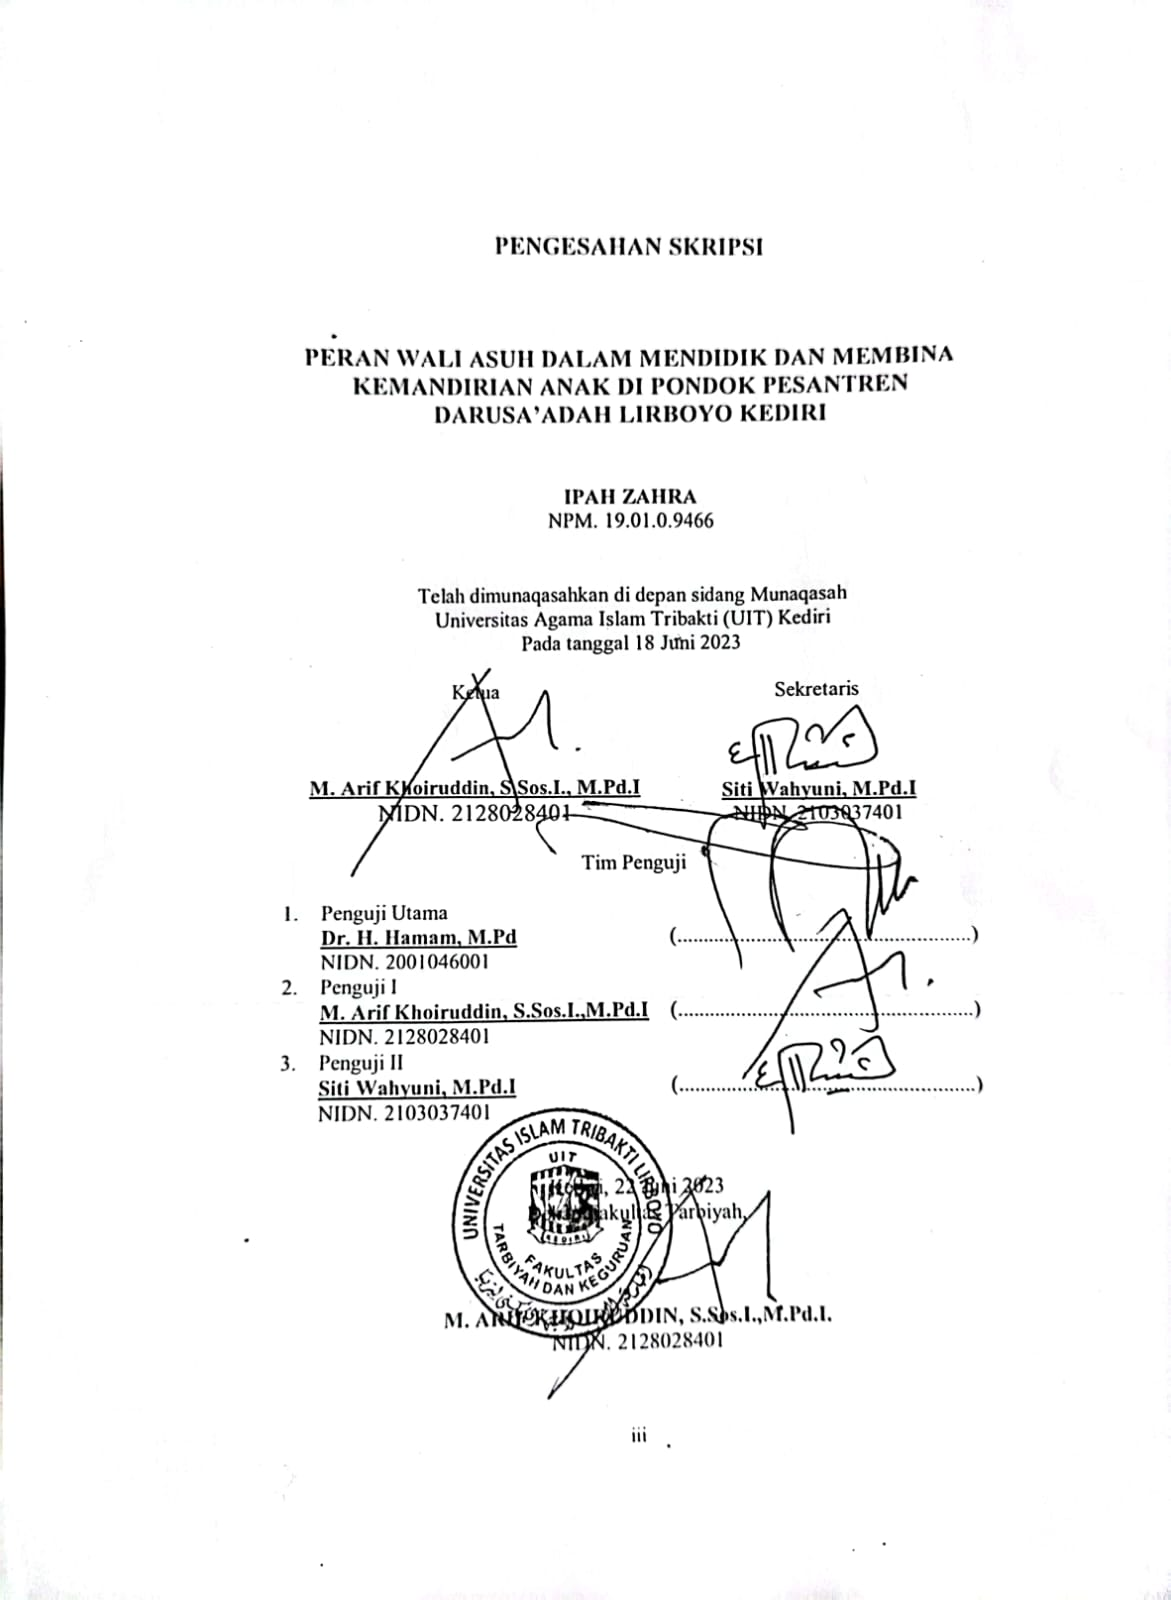 PENGESAHAN SKRIPSI
PERAN WALI ASUH DALAM MENDIDIK DAN MEMBINA
KEMANDIRIAN ANAK DI PONDOK PESANTREN
DARUSA'ADAH LIRBOYO KEDIRI
IPAH ZAHRA
NPM. 19.01.0.9466
Telah dimunaqasahkan di depan sidang Munaqasah
Universitas Agama Islam Tribakti (UIT) Kediri
Pada tanggal 18 Juni 2023
Ketua
Sekretaris
M. Arif Khoiruddin, S.Sos.I., M.Pd.I
Siti Wahyuni, M.Pd.I
NIDN. 2128028401
NIDN. 2103037401
Tim Penguji
1. Penguji Utama
Dr. H. Hamam, M.Pd (..................................................)
NIDN. 2001046001
2. Penguji I
M. Arif Khoiruddin, S.Sos.I.,M.Pd.I (..................................................)
NIDN. 2128028401
3. Penguji II
Siti Wahyuni, M.Pd.I (..................................................)
NIDN. 2103037401
UNIVERSITAS ISLAM TRIBAKTI LIRBOYO
UIT
KEDIRI
FAKULTAS
TARBIYAH DAN KEGURUAN
22 Juni 2023
Tarbiyah,
M. ARIF KHOIRUDDIN, S.Sos.I.,M.Pd.I.
NIDN. 2128028401
iii